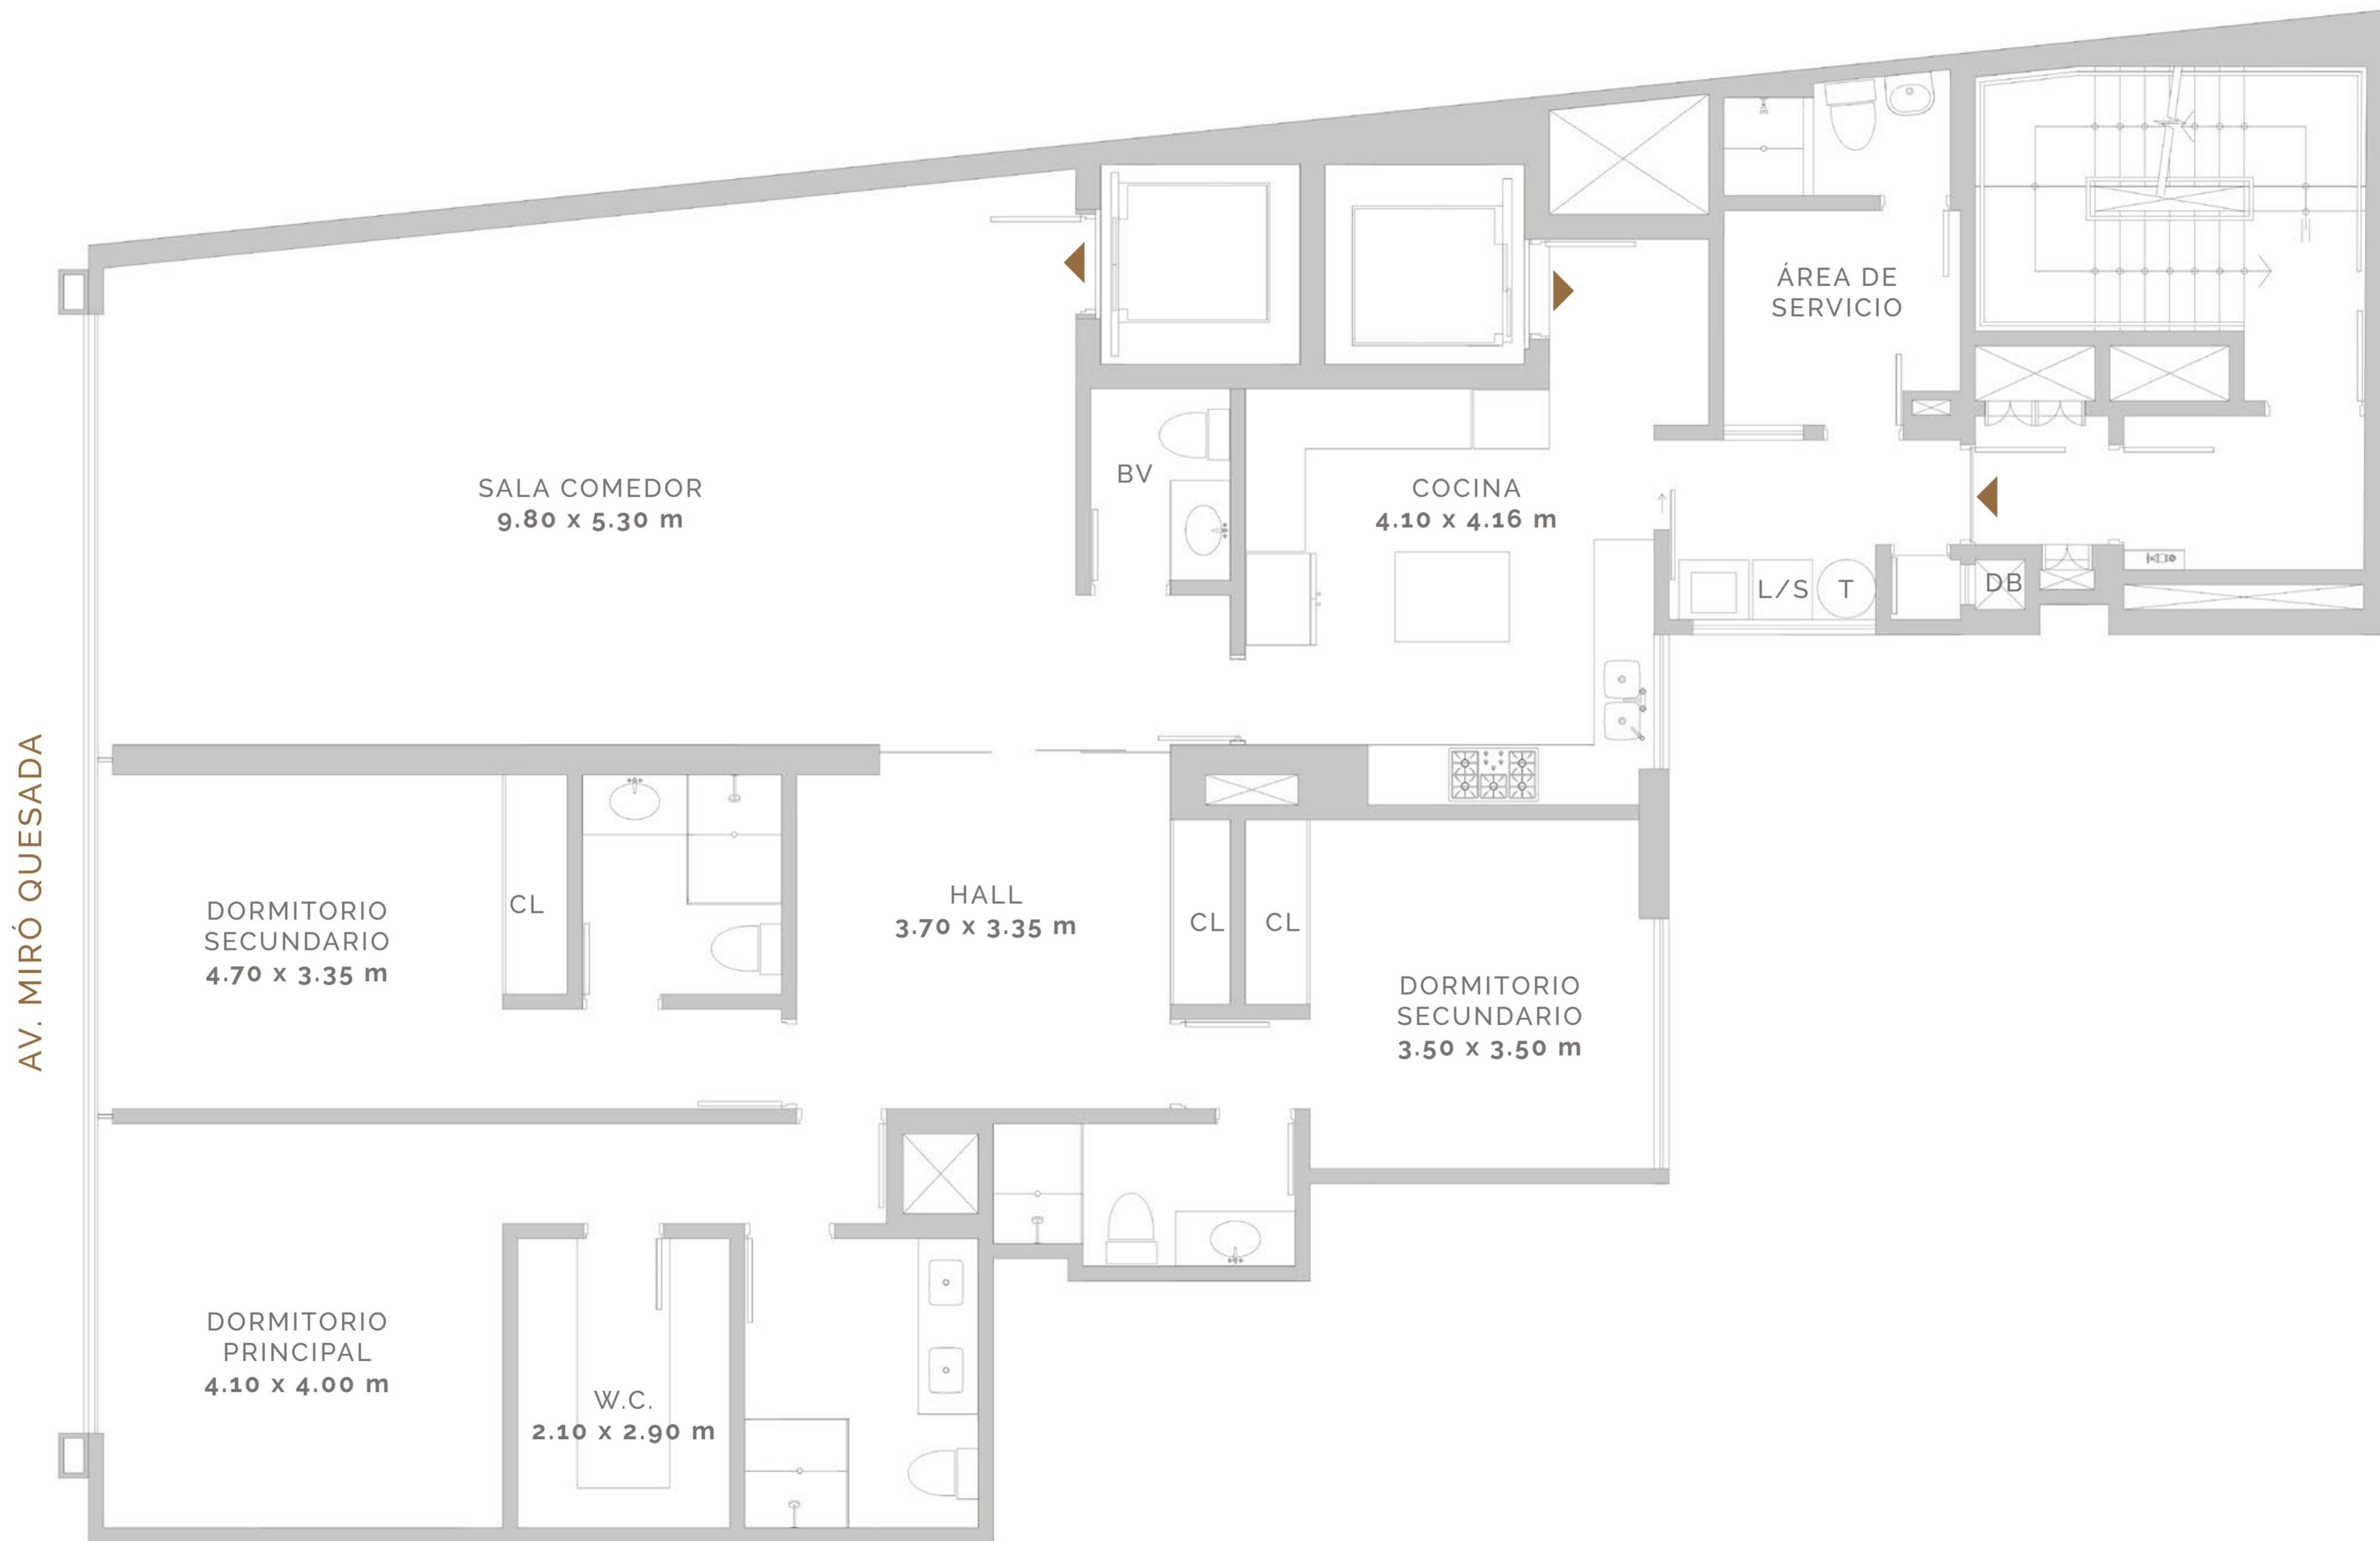 ÁREA DE
SERVICIO
SALA COMEDOR
9.80 x 5.30 m
BV
COCINA
4.10 x 4.16 m
L/S
T
DB
AV. MIRÓ QUESADA
DORMITORIO
SECUNDARIO
4.70 x 3.35 m
CL
HALL
3.70 x 3.35 m
CL
CL
DORMITORIO
SECUNDARIO
3.50 x 3.50 m
DORMITORIO
PRINCIPAL
4.10 x 4.00 m
W.C.
2.10 x 2.90 m